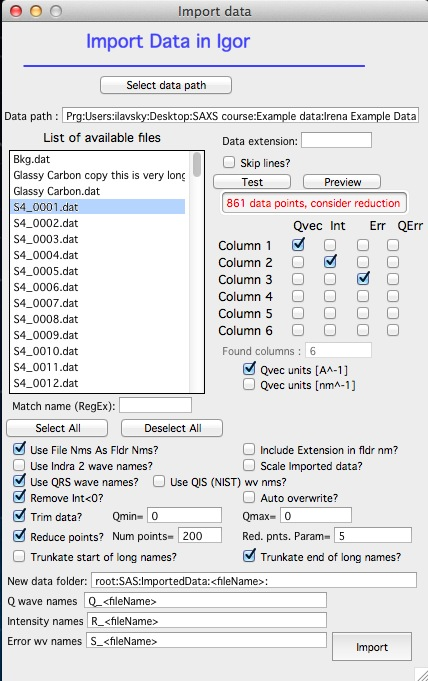 Import data
Import Data in Igor
Select data path
Data path : Prg:Users:ilavsky:Desktop:SAXS course:Example data:Irena Example Data
List of available files
Data extension:
Skip lines?
Test Preview
861 data points, consider reduction
Bkg.dat
Glassy Carbon copy this is very long
Glassy Carbon.dat
S4_0001.dat
S4_0002.dat
S4_0003.dat
S4_0004.dat
S4_0005.dat
S4_0006.dat
S4_0007.dat
S4_0008.dat
S4_0009.dat
S4_0010.dat
S4_0011.dat
S4_0012.dat
Qvec Int Err QErr
Column 1
Column 2
Column 3
Column 4
Column 5
Column 6
Found columns : 6
Qvec units [A^-1]
Qvec units [nm^-1]
Match name (RegEx):
Select All Deselect All
Use File Nms As Fldr Nms? Include Extension in fldr nm?
Use Indra 2 wave names? Scale Imported data?
Use QRS wave names? Use QIS (NIST) wv nms?
Remove Int<0? Auto overwrite?
Trim data? Qmin= 0 Qmax= 0
Reduce points? Num points= 200 Red. pnts. Param= 5
Trunkate start of long names? Trunkate end of long names?
New data folder: root:SAS:ImportedData:<fileName>:
Q wave names Q_<fileName>
Intensity names R_<fileName>
Error wv names S_<fileName>
Import